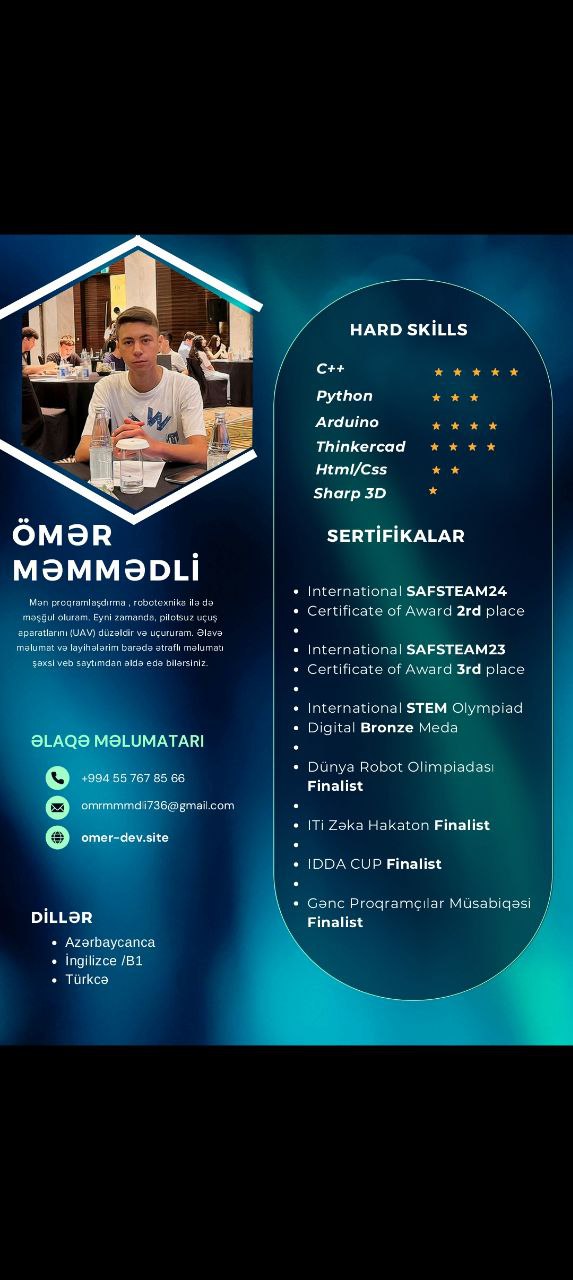 ÖMƏR
MƏMMƏDLİ
Mən proqramlaşdırma , robotexnika ilə də
məşğul oluram. Eyni zamanda, pilotsuz uçuş
aparatlarını (UAV) düzəldir və uçururam. Əlavə
məlumat və layihələrim barədə ətraflı məlumatı
şəxsi veb saytımdan əldə edə bilərsiniz.
ƏLAQƏ MƏLUMATARI
+994 55 767 85 66
omrmmmdli736@gmail.com
omer-dev.site
DİLLƏR
Azərbaycanca
İngilizce /B1
Türkcə
HARD SKİLLS
C++
Python
Arduino
Thinkercad
Html/Css
Sharp 3D
SERTİFİKALAR
International SAFSTEAM24
Certificate of Award 2rd place
International SAFSTEAM23
Certificate of Award 3rd place
International STEM Olympiad
Digital Bronze Meda
Dünya Robot Olimpiadası
Finalist
ITi Zəka Hakaton Finalist
IDDA CUP Finalist
Gənc Proqramçılar Müsabiqəsi
Finalist